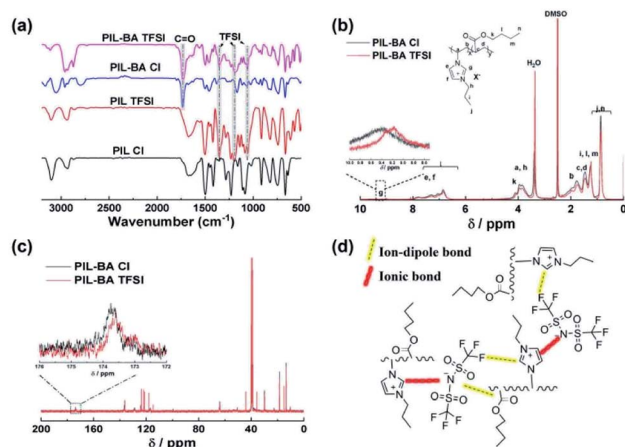 (a)
PIL-BA TFSI
C=O
TFSI
PIL-BA Cl
PIL TFSI
PIL Cl
3000 2500 2000 1500 1000 500
Wavenumber (cm⁻¹)
(b)
PIL-BA Cl
PIL-BA TFSI
DMSO
H₂O
X⁻
g
e, f
k
a, h
b
c,d
i, l, m
j,n
10 8 6 4 2 0
δ / ppm
(c)
PIL-BA Cl
PIL-BA TFSI
176 175 174 173 172
δ / ppm
200 160 120 80 40 0
δ / ppm
(d)
Ion-dipole bond
Ionic bond